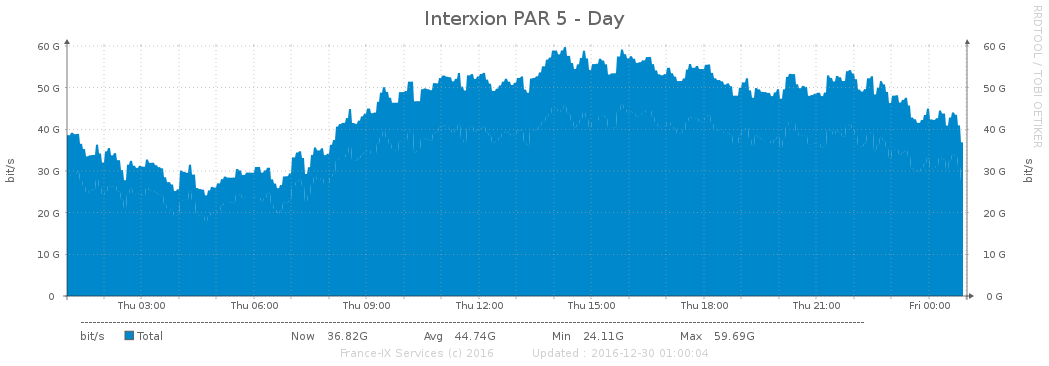 Interxion PAR 5 - Day
RRDTOOL / TOBI OETIKER
60 G 60 G
50 G 50 G
40 G 40 G
30 G 30 G
20 G 20 G
10 G 10 G
0 0 G
bit/s bit/s
Thu 03:00 Thu 06:00 Thu 09:00 Thu 12:00 Thu 15:00 Thu 18:00 Thu 21:00 Fri 00:00
bit/s Total Now 36.82G Avg 44.74G Min 24.11G Max 59.69G
France-IX Services (c) 2016 Updated : 2016-12-30 01:00:04